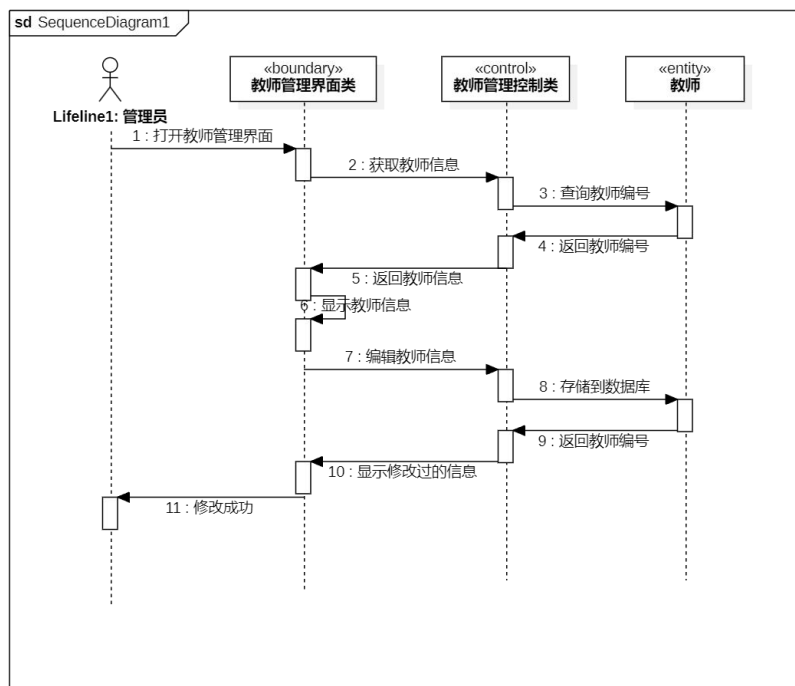 sd SequenceDiagram1
«boundary»
教师管理界面类
«control»
教师管理控制类
«entity»
教师
Lifeline1: 管理员
1 : 打开教师管理界面
2 : 获取教师信息
3 : 查询教师编号
4 : 返回教师编号
5 : 返回教师信息
6 : 显示教师信息
7 : 编辑教师信息
8 : 存储到数据库
9 : 返回教师编号
10 : 显示修改过的信息
11 : 修改成功